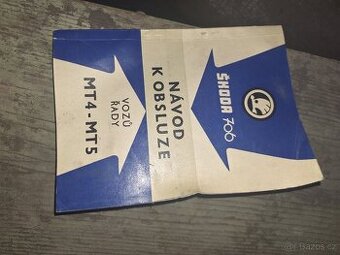 ŠKODA 706
NÁVOD
K OBSLUZE
VOZŮ
ŘADY
MT4 - MT5